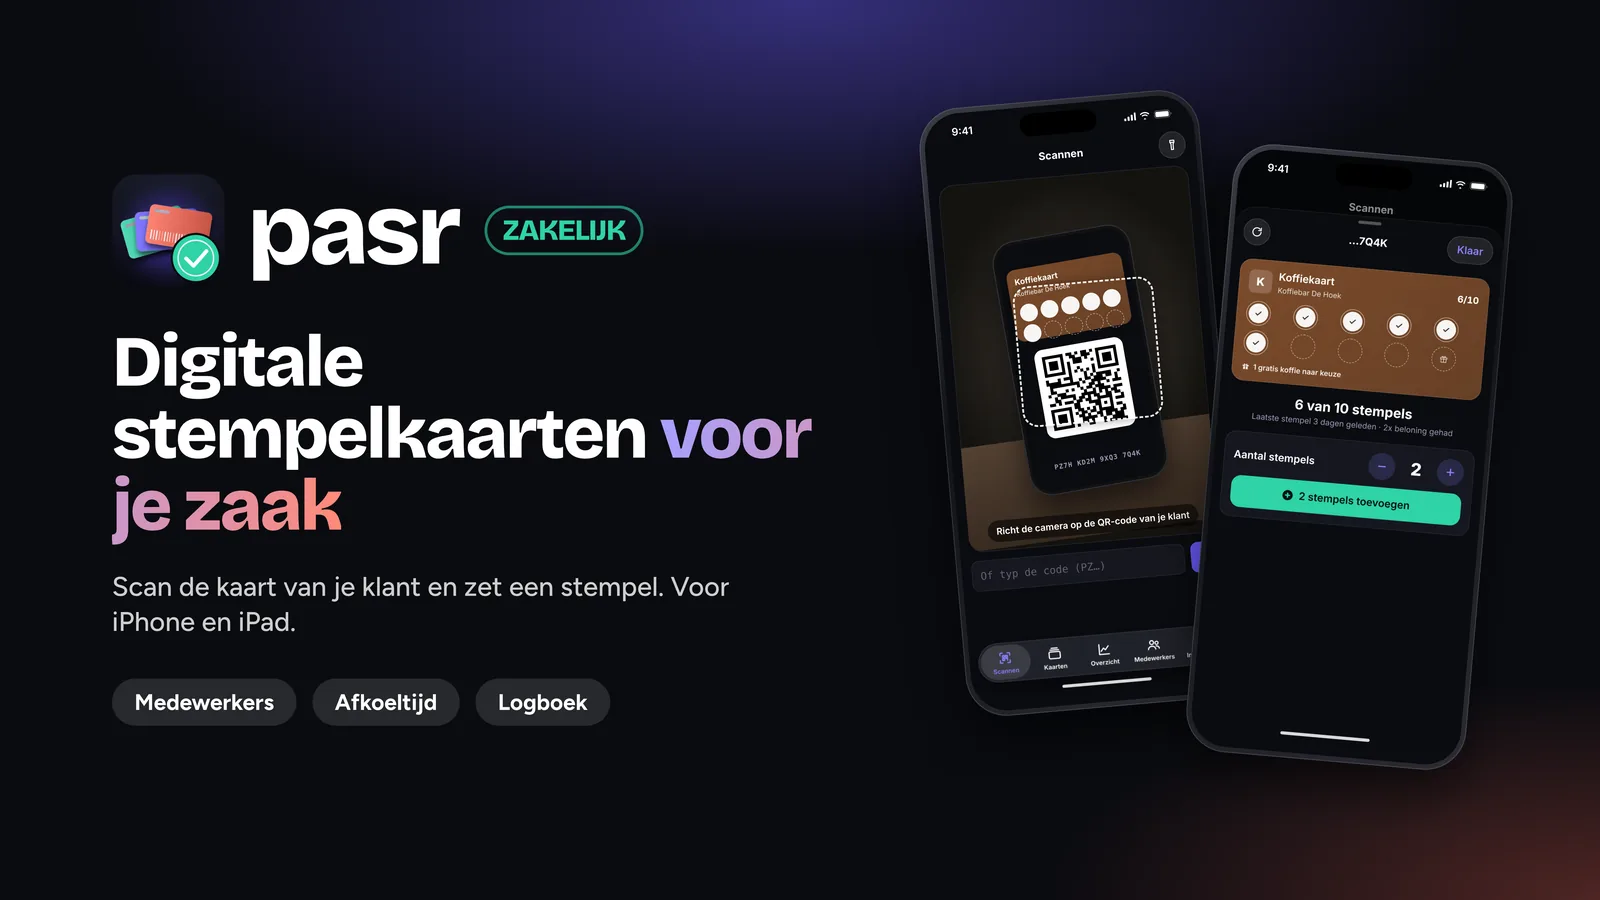 pasr
ZAKELIJK
Digitale
stempelkaarten voor
je zaak
Scan de kaart van je klant en zet een stempel. Voor
iPhone en iPad.
Medewerkers
Afkoeltijd
Logboek
9:41
Scannen
Koffiekaart
Koffiebar De Hoek
PZ7H KD2M 9XQ3 7Q4K
Richt de camera op de QR-code van je klant
Of typ de code (PZ…)
Scannen
Kaarten
Overzicht
Medewerkers
9:41
Scannen
...7Q4K
Klaar
K
Koffiekaart
Koffiebar De Hoek
6/10
1 gratis koffie naar keuze
6 van 10 stempels
Laatste stempel 3 dagen geleden · 2x beloning gehad
Aantal stempels
− 2 +
2 stempels toevoegen